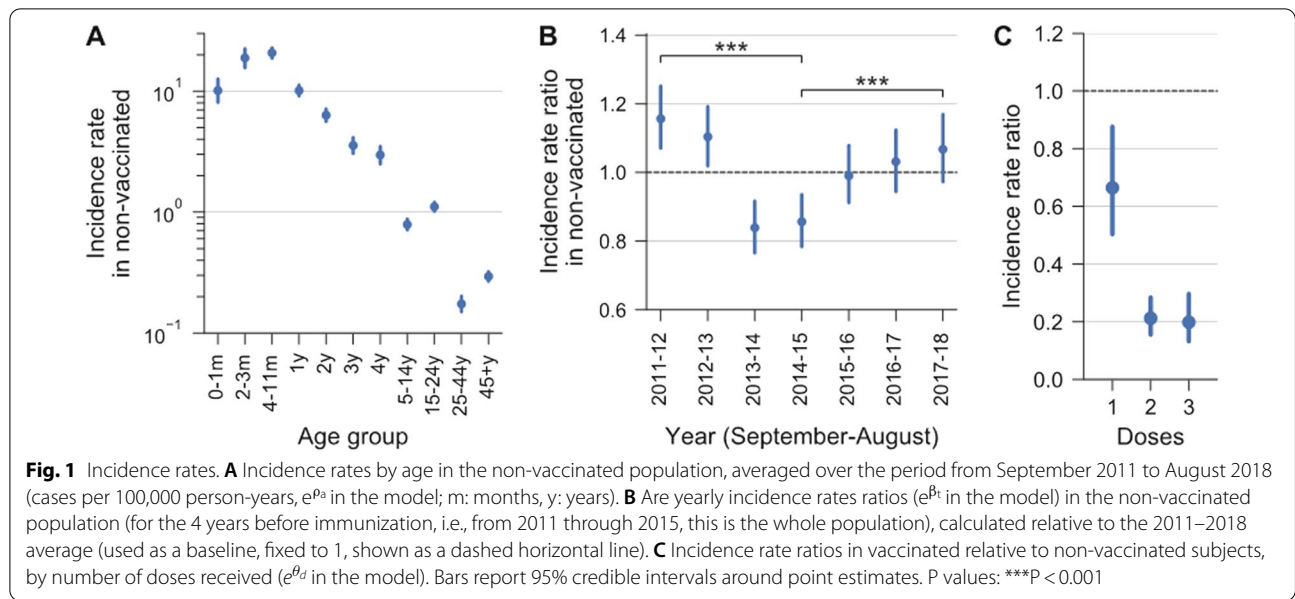 A
Incidence rate
in non-vaccinated
10¹
10⁰
10⁻¹
0-1m
2-3m
4-11m
1y
2y
3y
4y
5-14y
15-24y
25-44y
45+y
Age group
B
Incidence rate ratio
in non-vaccinated
1.4
1.2
1.0
0.8
0.6
***
***
2011-12
2012-13
2013-14
2014-15
2015-16
2016-17
2017-18
Year (September-August)
C
Incidence rate ratio
1.2
1.0
0.8
0.6
0.4
0.2
0.0
1 2 3
Doses
Fig. 1 Incidence rates. A Incidence rates by age in the non-vaccinated population, averaged over the period from September 2011 to August 2018
(cases per 100,000 person-years, e^ρₐ in the model; m: months, y: years). B Are yearly incidence rates ratios (e^βₜ in the model) in the non-vaccinated
population (for the 4 years before immunization, i.e., from 2011 through 2015, this is the whole population), calculated relative to the 2011–2018
average (used as a baseline, fixed to 1, shown as a dashed horizontal line). C Incidence rate ratios in vaccinated relative to non-vaccinated subjects,
by number of doses received (e^θ_d in the model). Bars report 95% credible intervals around point estimates. P values: ***P < 0.001